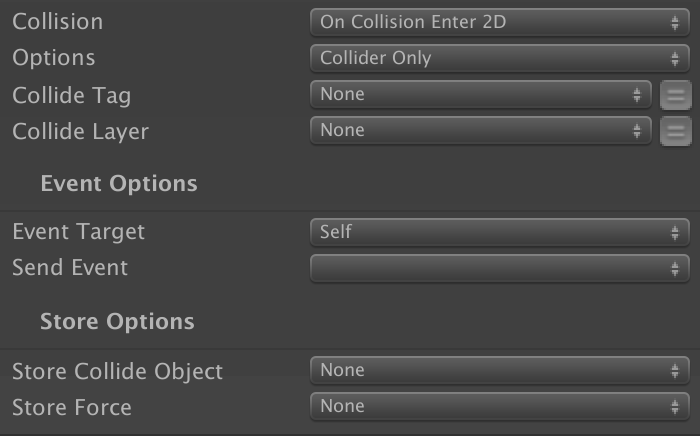 Collision On Collision Enter 2D
Options Collider Only
Collide Tag None
Collide Layer None
Event Options
Event Target Self
Send Event
Store Options
Store Collide Object None
Store Force None